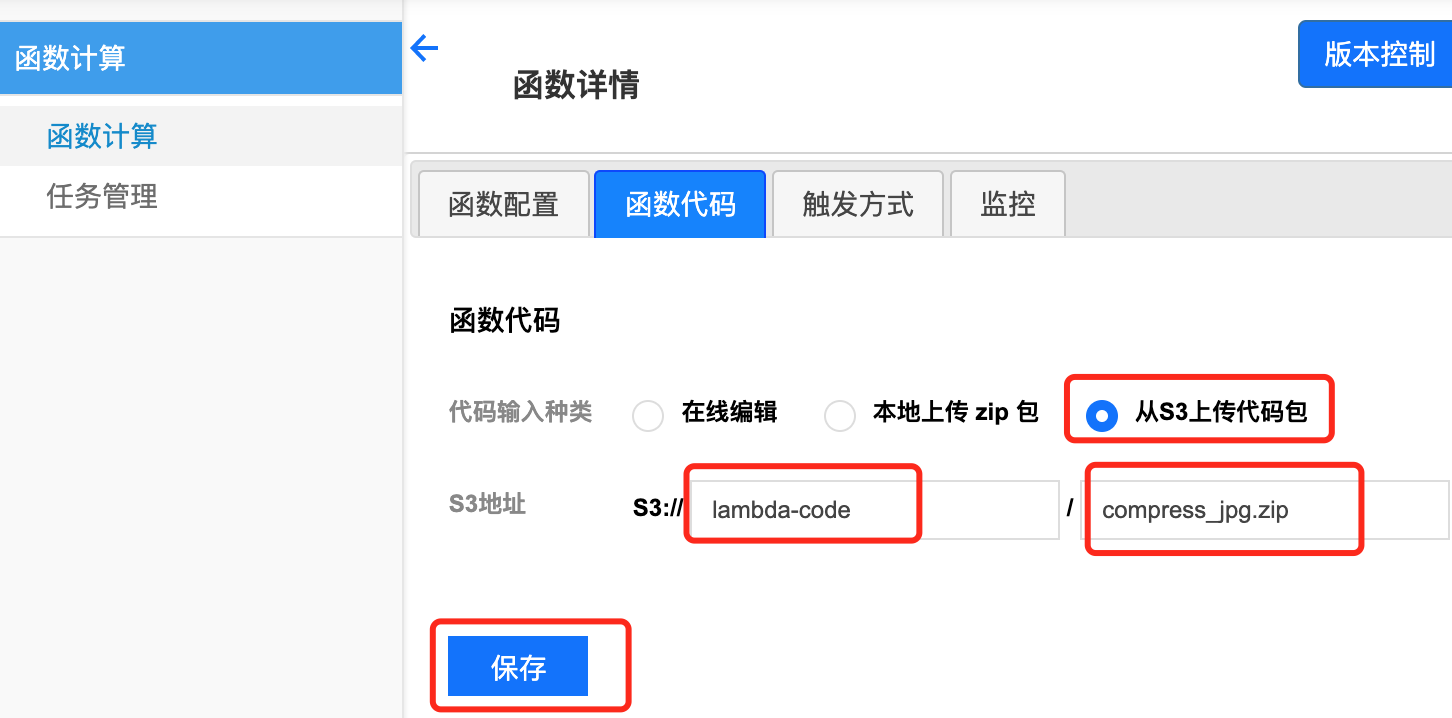 函数计算
函数计算
任务管理
函数详情
版本控制
函数配置 函数代码 触发方式 监控
函数代码
代码输入种类 在线编辑 本地上传 zip 包 从S3上传代码包
S3地址 S3:// lambda-code / compress_jpg.zip
保存